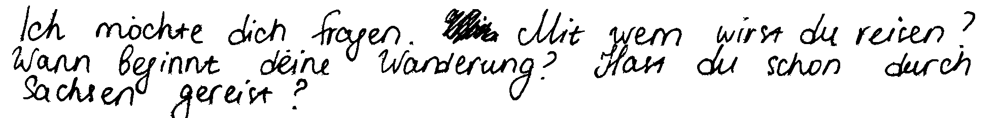 Ich möchte dich fragen. Mit wem wirst du reisen?
Wann beginnt deine Wanderung? Hast du schon durch
Sachsen gereist?